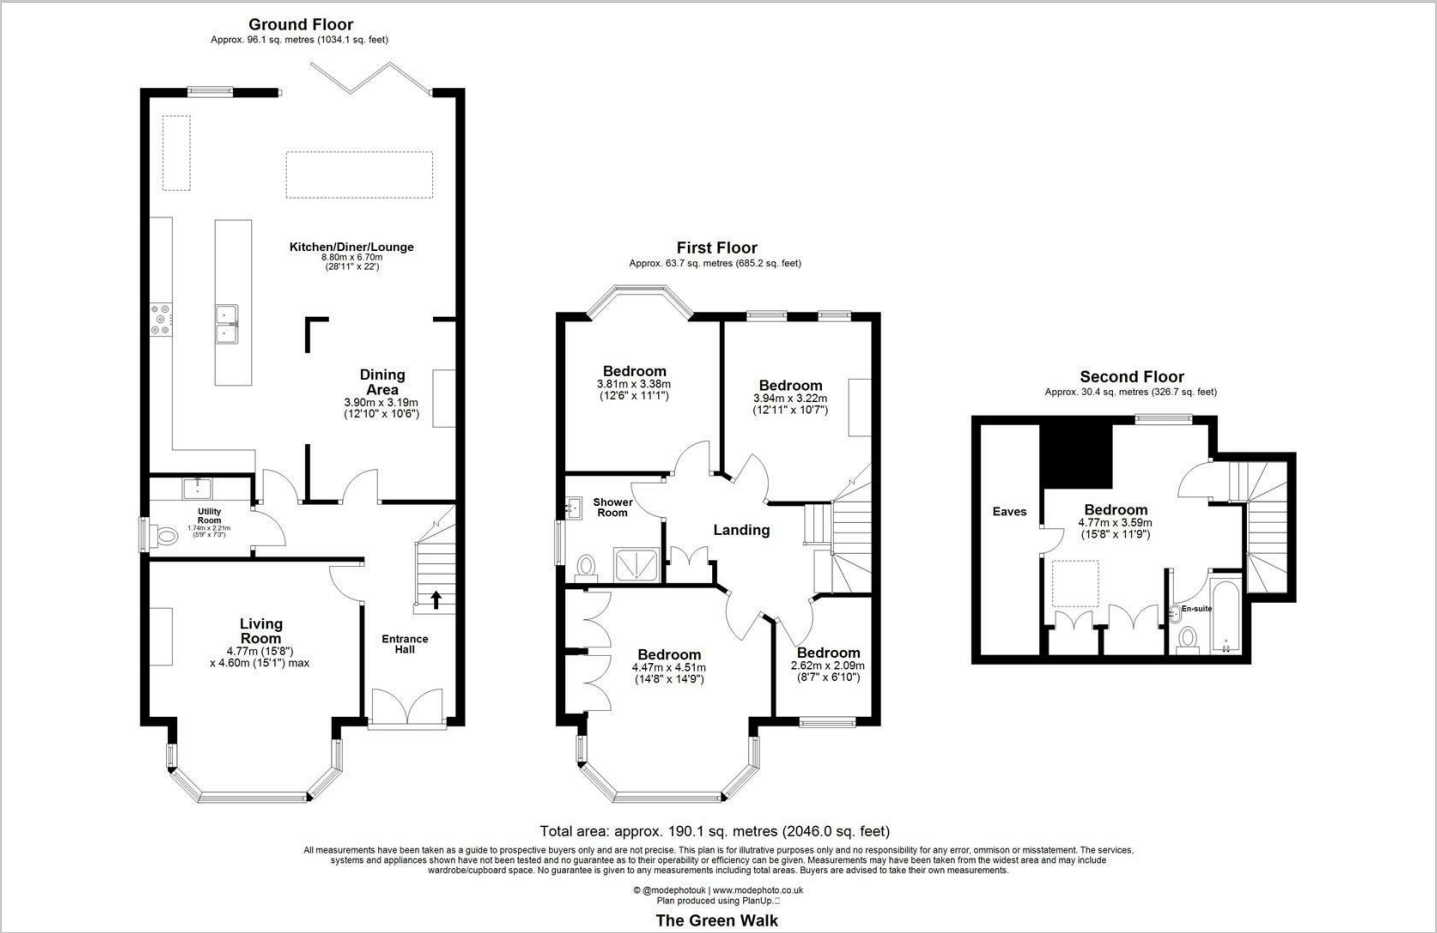 Ground Floor
Approx. 96.1 sq. metres (1034.1 sq. feet)
Kitchen/Diner/Lounge
8.80m x 6.70m
(28'11" x 22')
Dining
Area
3.90m x 3.19m
(12'10" x 10'6")
Utility
Room
1.74m x 2.21m
(5'9" x 7'3")
Living
Room
4.77m (15'8")
x 4.60m (15'1") max
Entrance
Hall
First Floor
Approx. 63.7 sq. metres (685.2 sq. feet)
Bedroom
3.81m x 3.38m
(12'6" x 11'1")
Bedroom
3.94m x 3.22m
(12'11" x 10'7")
Shower
Room
Landing
Bedroom
4.47m x 4.51m
(14'8" x 14'9")
Bedroom
2.62m x 2.09m
(8'7" x 6'10")
Second Floor
Approx. 30.4 sq. metres (326.7 sq. feet)
Eaves
Bedroom
4.77m x 3.59m
(15'8" x 11'9")
En-suite
Total area: approx. 190.1 sq. metres (2046.0 sq. feet)
All measurements have been taken as a guide to prospective buyers only and are not precise. This plan is for illutrative purposes only and no responsibility for any error, ommison or misstatement. The services,
systems and appliances shown have not been tested and no guarantee as to their operability or efficiency can be given. Measurements may have been taken from the widest area and may include
wardrobe/cupboard space. No guarantee is given to any measurements including total areas. Buyers are advised to take their own measurements.
© @modephotouk | www.modephoto.co.uk
Plan produced using PlanUp.
The Green Walk